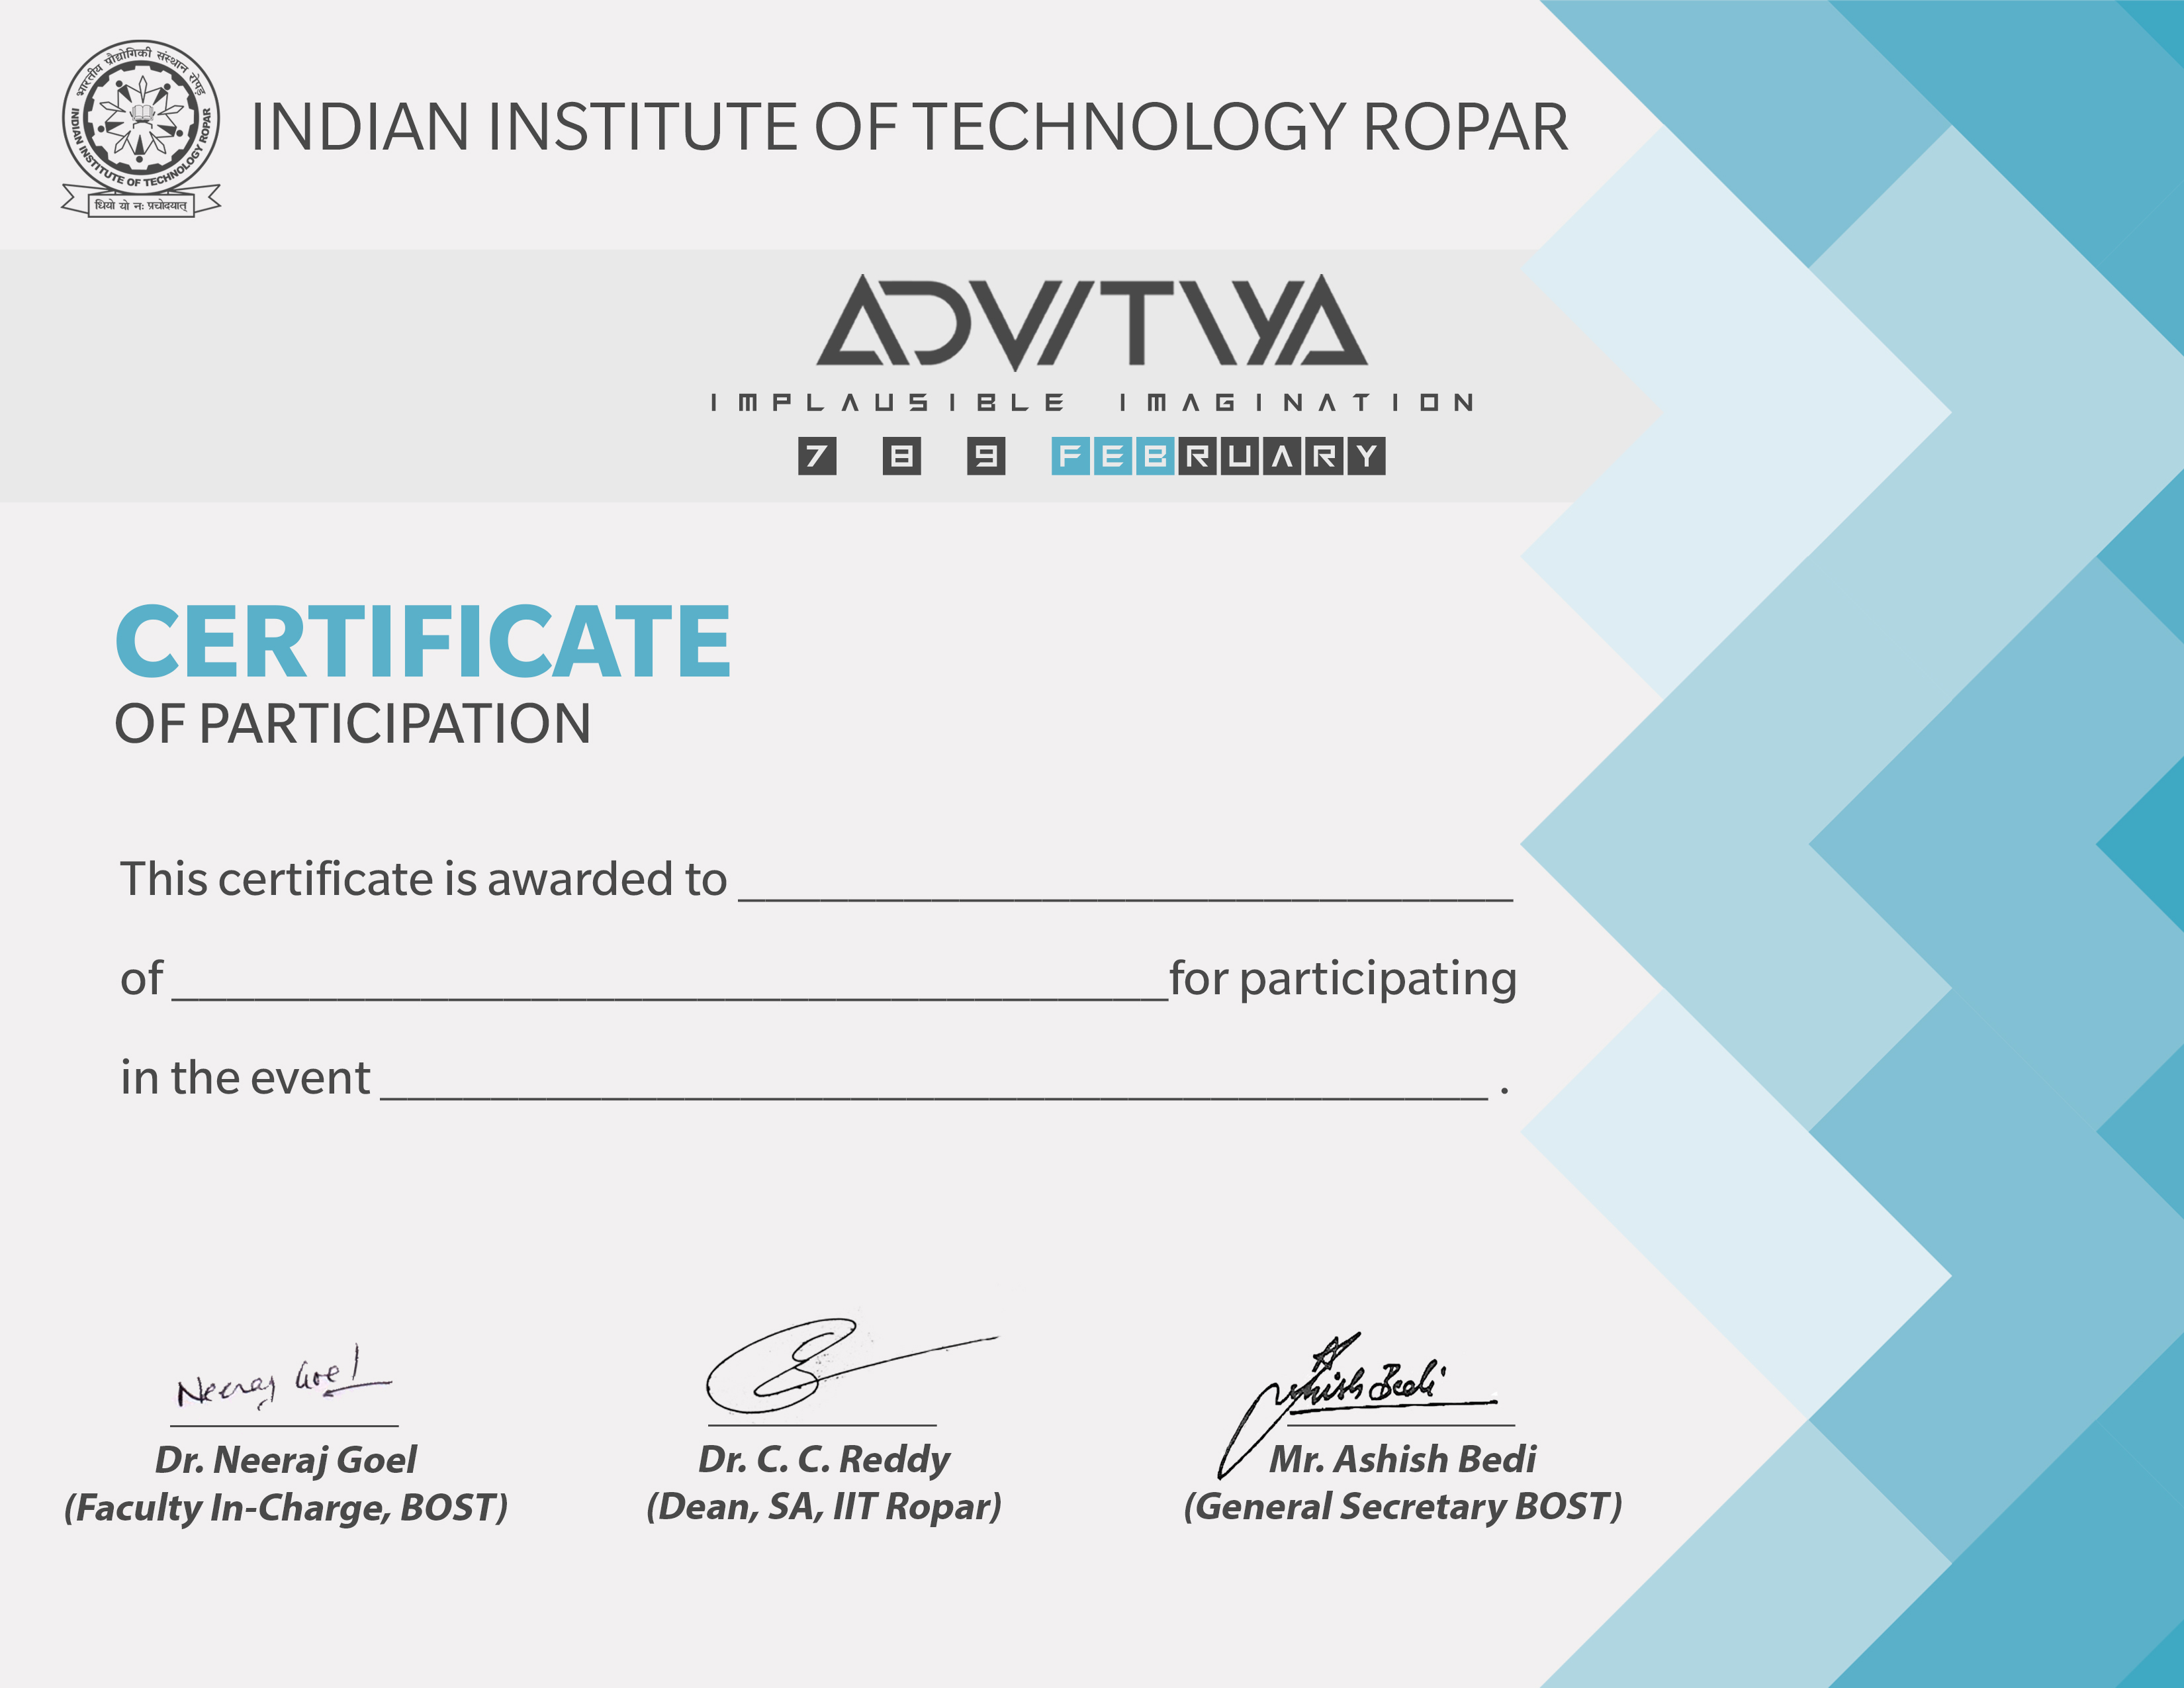 भारतीय प्रौद्योगिकी संस्थान रोपड़
INDIAN INSTITUTE OF TECHNOLOGY ROPAR
धियो यो नः प्रचोदयात्
INDIAN INSTITUTE OF TECHNOLOGY ROPAR
ADVITIYA
IMPLAUSIBLE IMAGINATION
7 8 9 FEBRUARY
CERTIFICATE
OF PARTICIPATION
This certificate is awarded to
of for participating
in the event .
Neeraj Goel
Ashish Bedi
Dr. Neeraj Goel
(Faculty In-Charge, BOST)
Dr. C. C. Reddy
(Dean, SA, IIT Ropar)
Mr. Ashish Bedi
(General Secretary BOST)